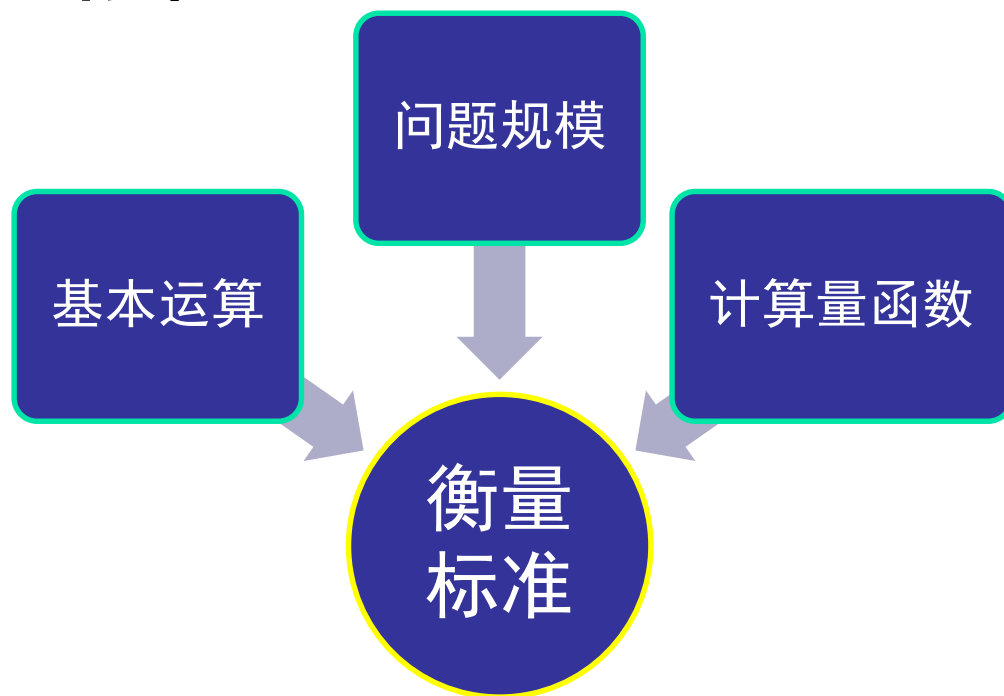 问题规模
基本运算
计算量函数
衡量
标准